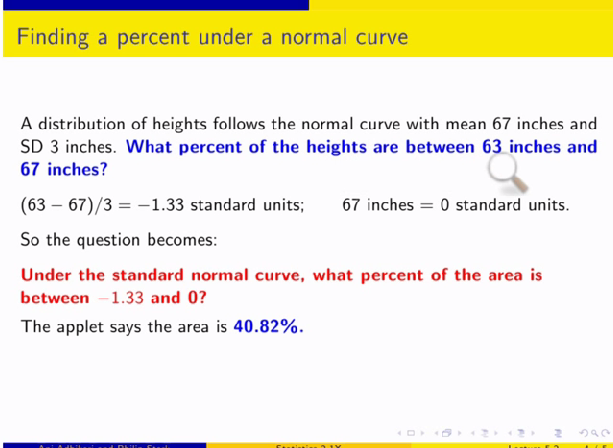 Finding a percent under a normal curve
A distribution of heights follows the normal curve with mean 67 inches and
SD 3 inches. What percent of the heights are between 63 inches and
67 inches?
(63 − 67)/3 = −1.33 standard units; 67 inches = 0 standard units.
So the question becomes:
Under the standard normal curve, what percent of the area is
between −1.33 and 0?
The applet says the area is 40.82%.